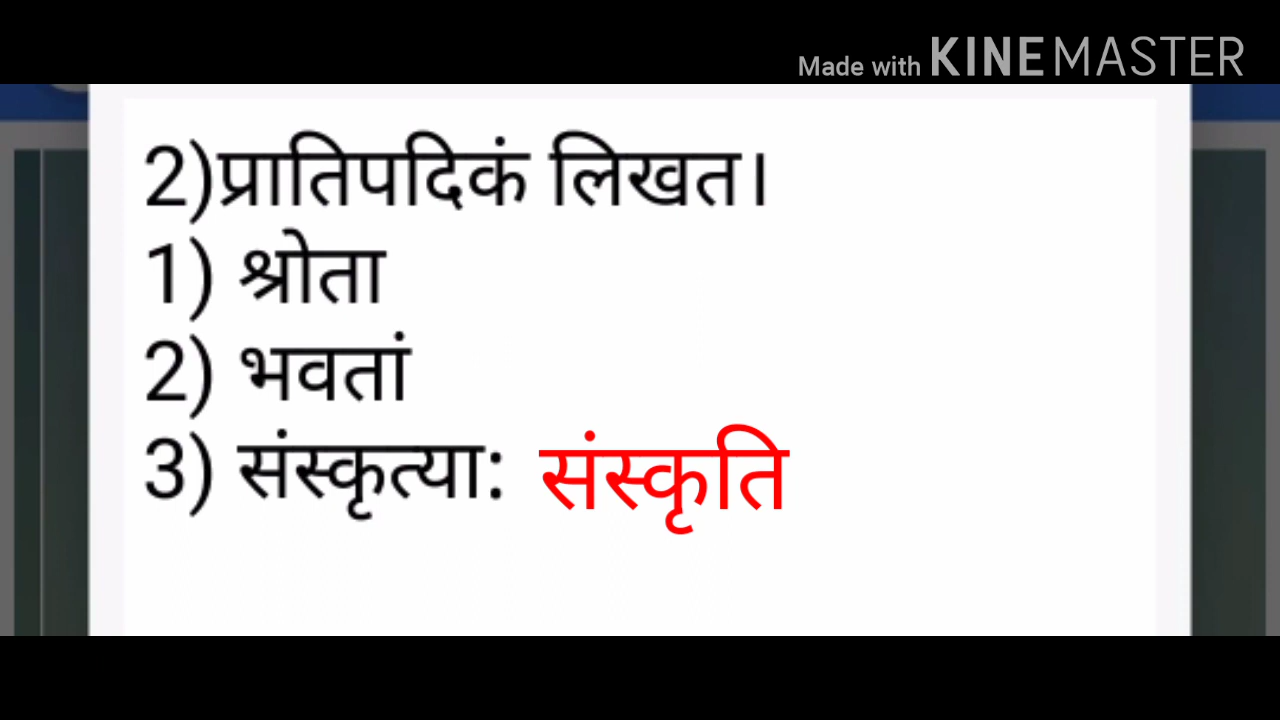 Made with KINEMASTER
2)प्रातिपदिकं लिखत।
1) श्रोता
2) भवतां
3) संस्कृत्या: संस्कृति